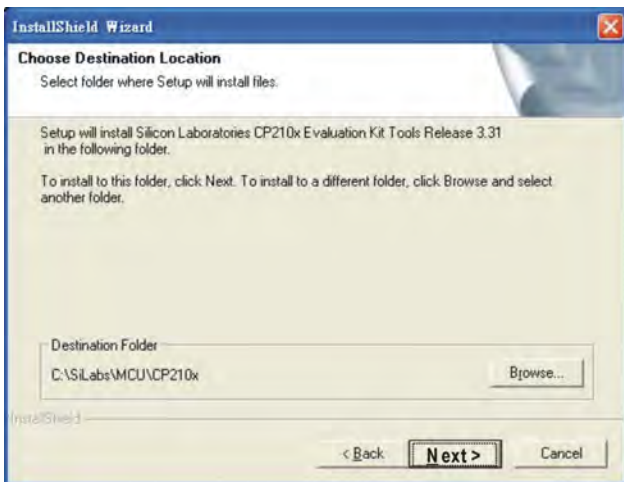 InstallShield Wizard
Choose Destination Location
Select folder where Setup will install files.
Setup will install Silicon Laboratories CP210x Evaluation Kit Tools Release 3.31
in the following folder.
To install to this folder, click Next. To install to a different folder, click Browse and select
another folder.
Destination Folder
C:\SiLabs\MCU\CP210x
Browse...
InstallShield
< Back
Next >
Cancel